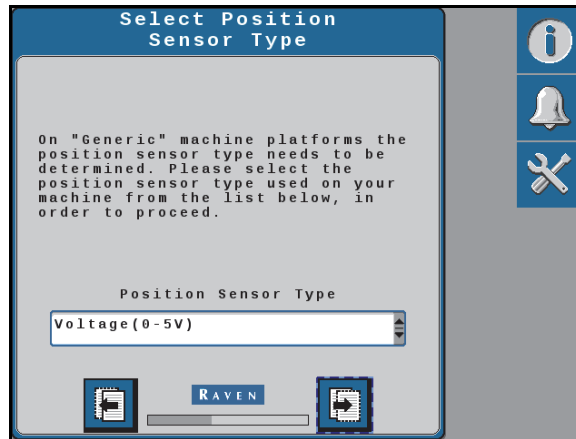 Select Position
Sensor Type
On "Generic" machine platforms the
position sensor type needs to be
determined. Please select the
position sensor type used on your
machine from the list below, in
order to proceed.
Position Sensor Type
Voltage(0-5V)
RAVEN